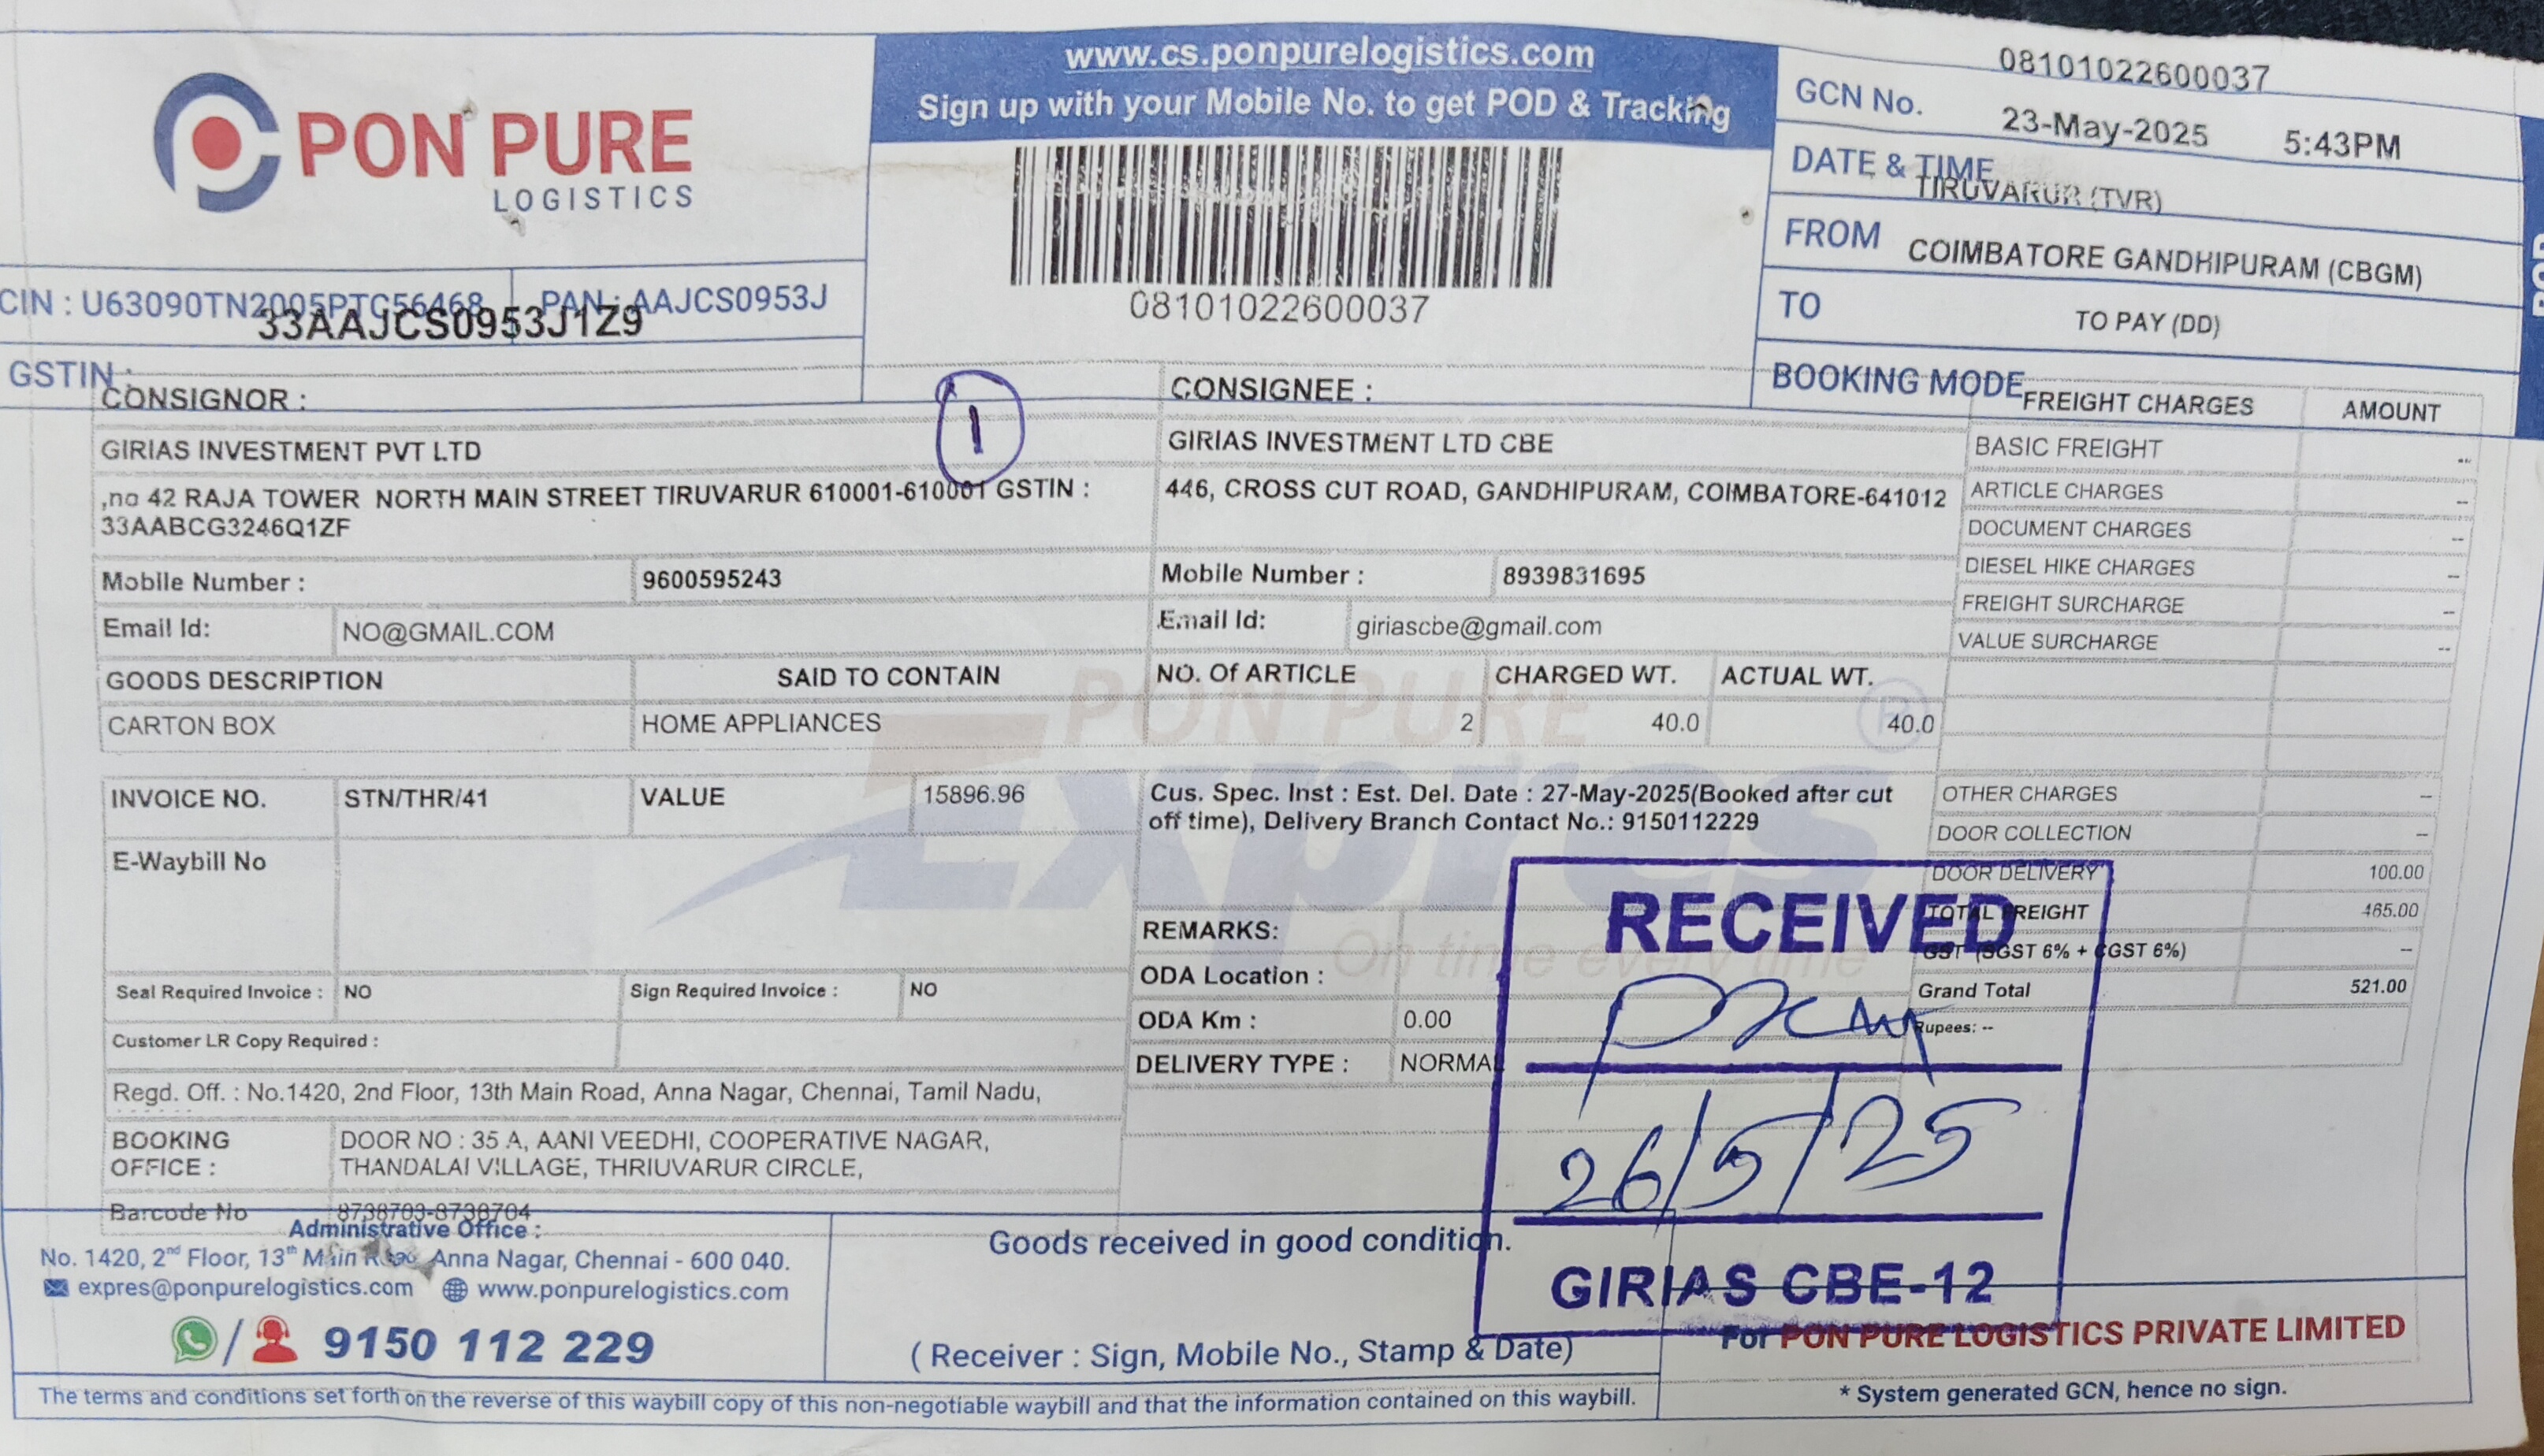 PON PURE
LOGISTICS
www.cs.ponpurelogistics.com
Sign up with your Mobile No. to get POD & Tracking
08101022600037
GCN No. 08101022600037
DATE & TIME 23-May-2025 5:43PM
FROM TIRUVARUR (TVR)
TO COIMBATORE GANDHIPURAM (CBGM)
BOOKING MODE TO PAY (DD)
CIN : U63090TN2005PTC56468 PAN : AAJCS0953J
GSTIN : 33AAJCS0953J1Z9
CONSIGNOR :
1
GIRIAS INVESTMENT PVT LTD
,no 42 RAJA TOWER NORTH MAIN STREET TIRUVARUR 610001-610001 GSTIN :
33AABCG3246Q1ZF
Mobile Number : 9600595243
Email Id: NO@GMAIL.COM
CONSIGNEE :
GIRIAS INVESTMENT LTD CBE
446, CROSS CUT ROAD, GANDHIPURAM, COIMBATORE-641012
Mobile Number : 8939831695
Email Id: giriascbe@gmail.com
GOODS DESCRIPTION SAID TO CONTAIN NO. Of ARTICLE CHARGED WT. ACTUAL WT.
CARTON BOX HOME APPLIANCES 2 40.0 40.0
PON PURE
Expres
On time every time
FREIGHT CHARGES AMOUNT
BASIC FREIGHT --
ARTICLE CHARGES --
DOCUMENT CHARGES --
DIESEL HIKE CHARGES --
FREIGHT SURCHARGE --
VALUE SURCHARGE --
OTHER CHARGES --
DOOR COLLECTION --
DOOR DELIVERY 100.00
TOTAL FREIGHT 465.00
GST (SGST 6% + CGST 6%) --
Grand Total 521.00
Rupees: --
INVOICE NO. STN/THR/41 VALUE 15896.96
E-Waybill No
Seal Required Invoice : NO Sign Required Invoice : NO
Customer LR Copy Required :
Regd. Off. : No.1420, 2nd Floor, 13th Main Road, Anna Nagar, Chennai, Tamil Nadu,
BOOKING DOOR NO : 35 A, AANI VEEDHI, COOPERATIVE NAGAR,
OFFICE : THANDALAI VILLAGE, THRIUVARUR CIRCLE,
Barcode No 8738703-8738704
Cus. Spec. Inst : Est. Del. Date : 27-May-2025(Booked after cut
off time), Delivery Branch Contact No.: 9150112229
REMARKS:
ODA Location :
ODA Km : 0.00
DELIVERY TYPE : NORMAL
RECEIVED
26/5/25
GIRIAS CBE-12
Administrative Office :
No. 1420, 2nd Floor, 13th Main Road, Anna Nagar, Chennai - 600 040.
expres@ponpurelogistics.com www.ponpurelogistics.com
/ 9150 112 229
Goods received in good condition.
( Receiver : Sign, Mobile No., Stamp & Date)
For PON PURE LOGISTICS PRIVATE LIMITED
* System generated GCN, hence no sign.
The terms and conditions set forth on the reverse of this waybill copy of this non-negotiable waybill and that the information contained on this waybill.